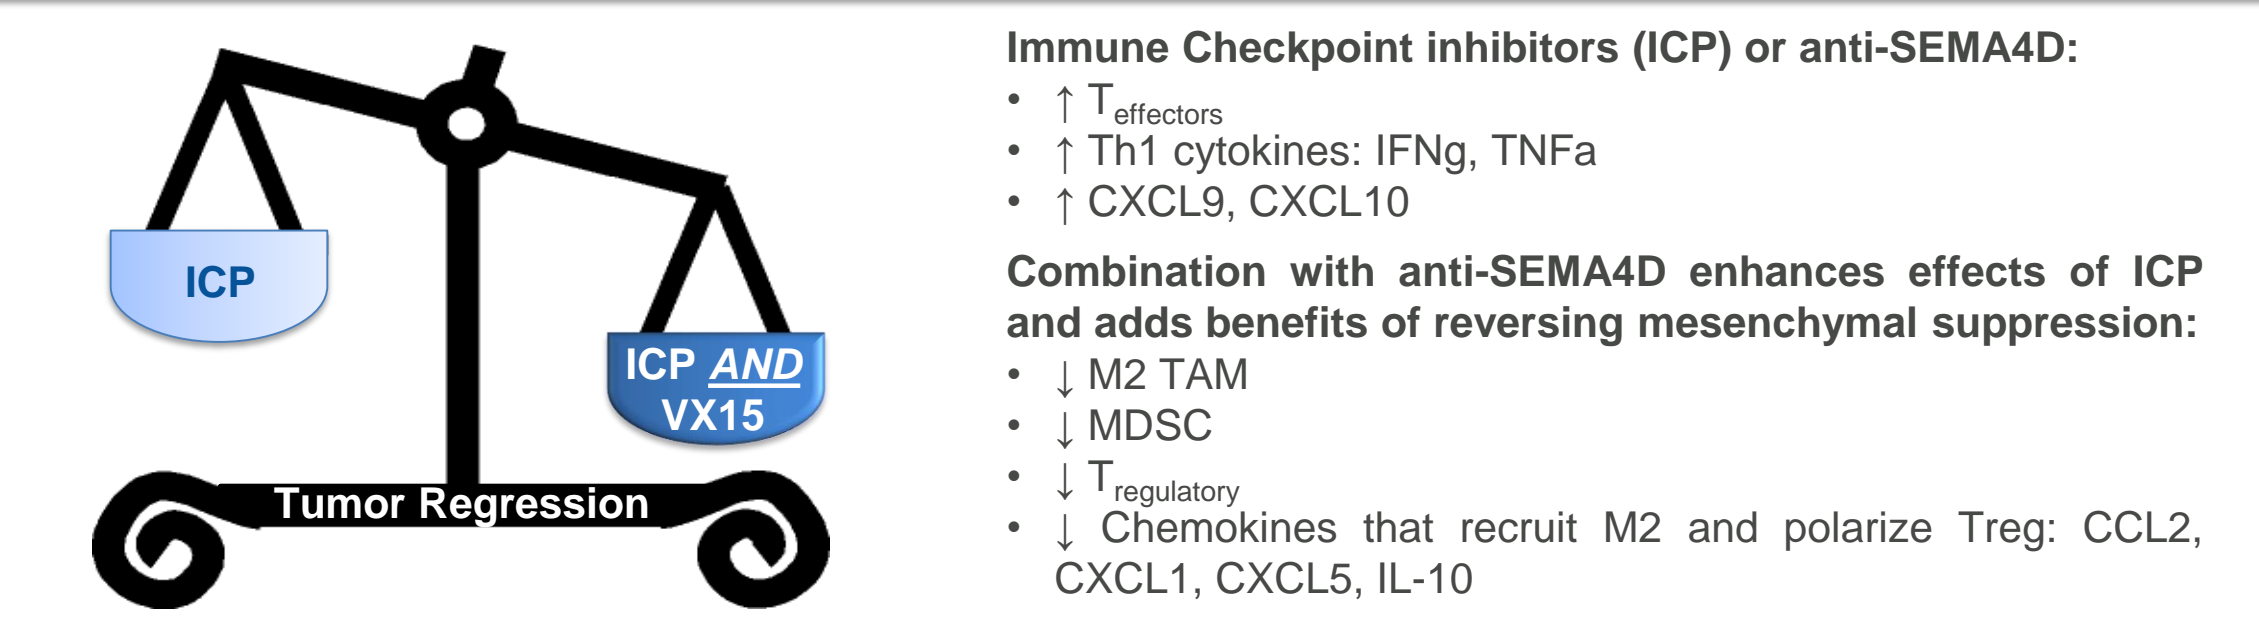 ICP
ICP AND
VX15
Tumor Regression
Immune Checkpoint inhibitors (ICP) or anti-SEMA4D:
• ↑ Teffectors
• ↑ Th1 cytokines: IFNg, TNFa
• ↑ CXCL9, CXCL10
Combination with anti-SEMA4D enhances effects of ICP
and adds benefits of reversing mesenchymal suppression:
• ↓ M2 TAM
• ↓ MDSC
• ↓ Tregulatory
• ↓ Chemokines that recruit M2 and polarize Treg: CCL2,
CXCL1, CXCL5, IL-10